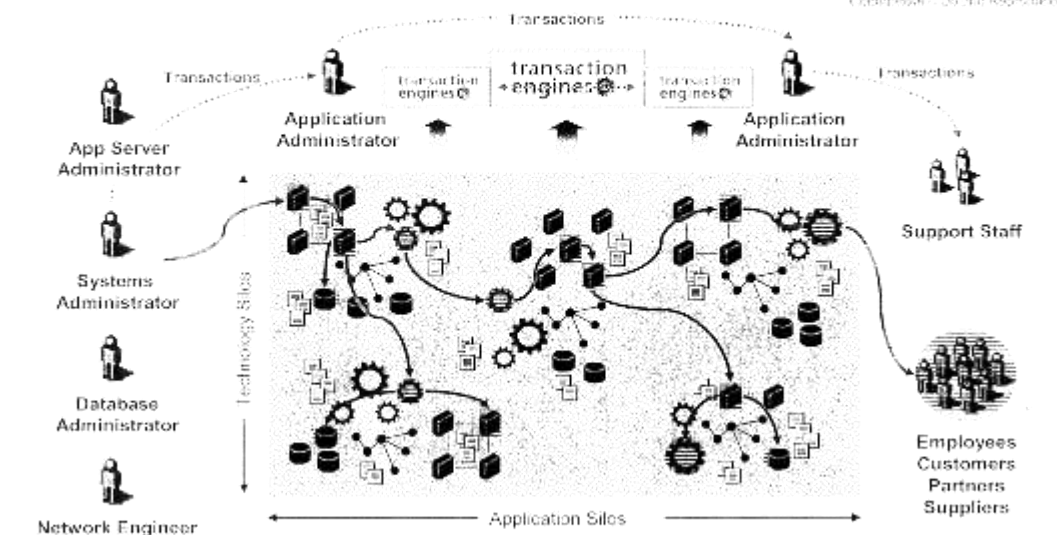 Transactions
Transactions
transaction
engines
transaction
engines
transaction
engines
Transactions
Application
Administrator
Application
Administrator
App Server
Administrator
Support Staff
Systems
Administrator
Technology Silos
Database
Administrator
Employees
Customers
Partners
Suppliers
Application Silos
Network Engineer